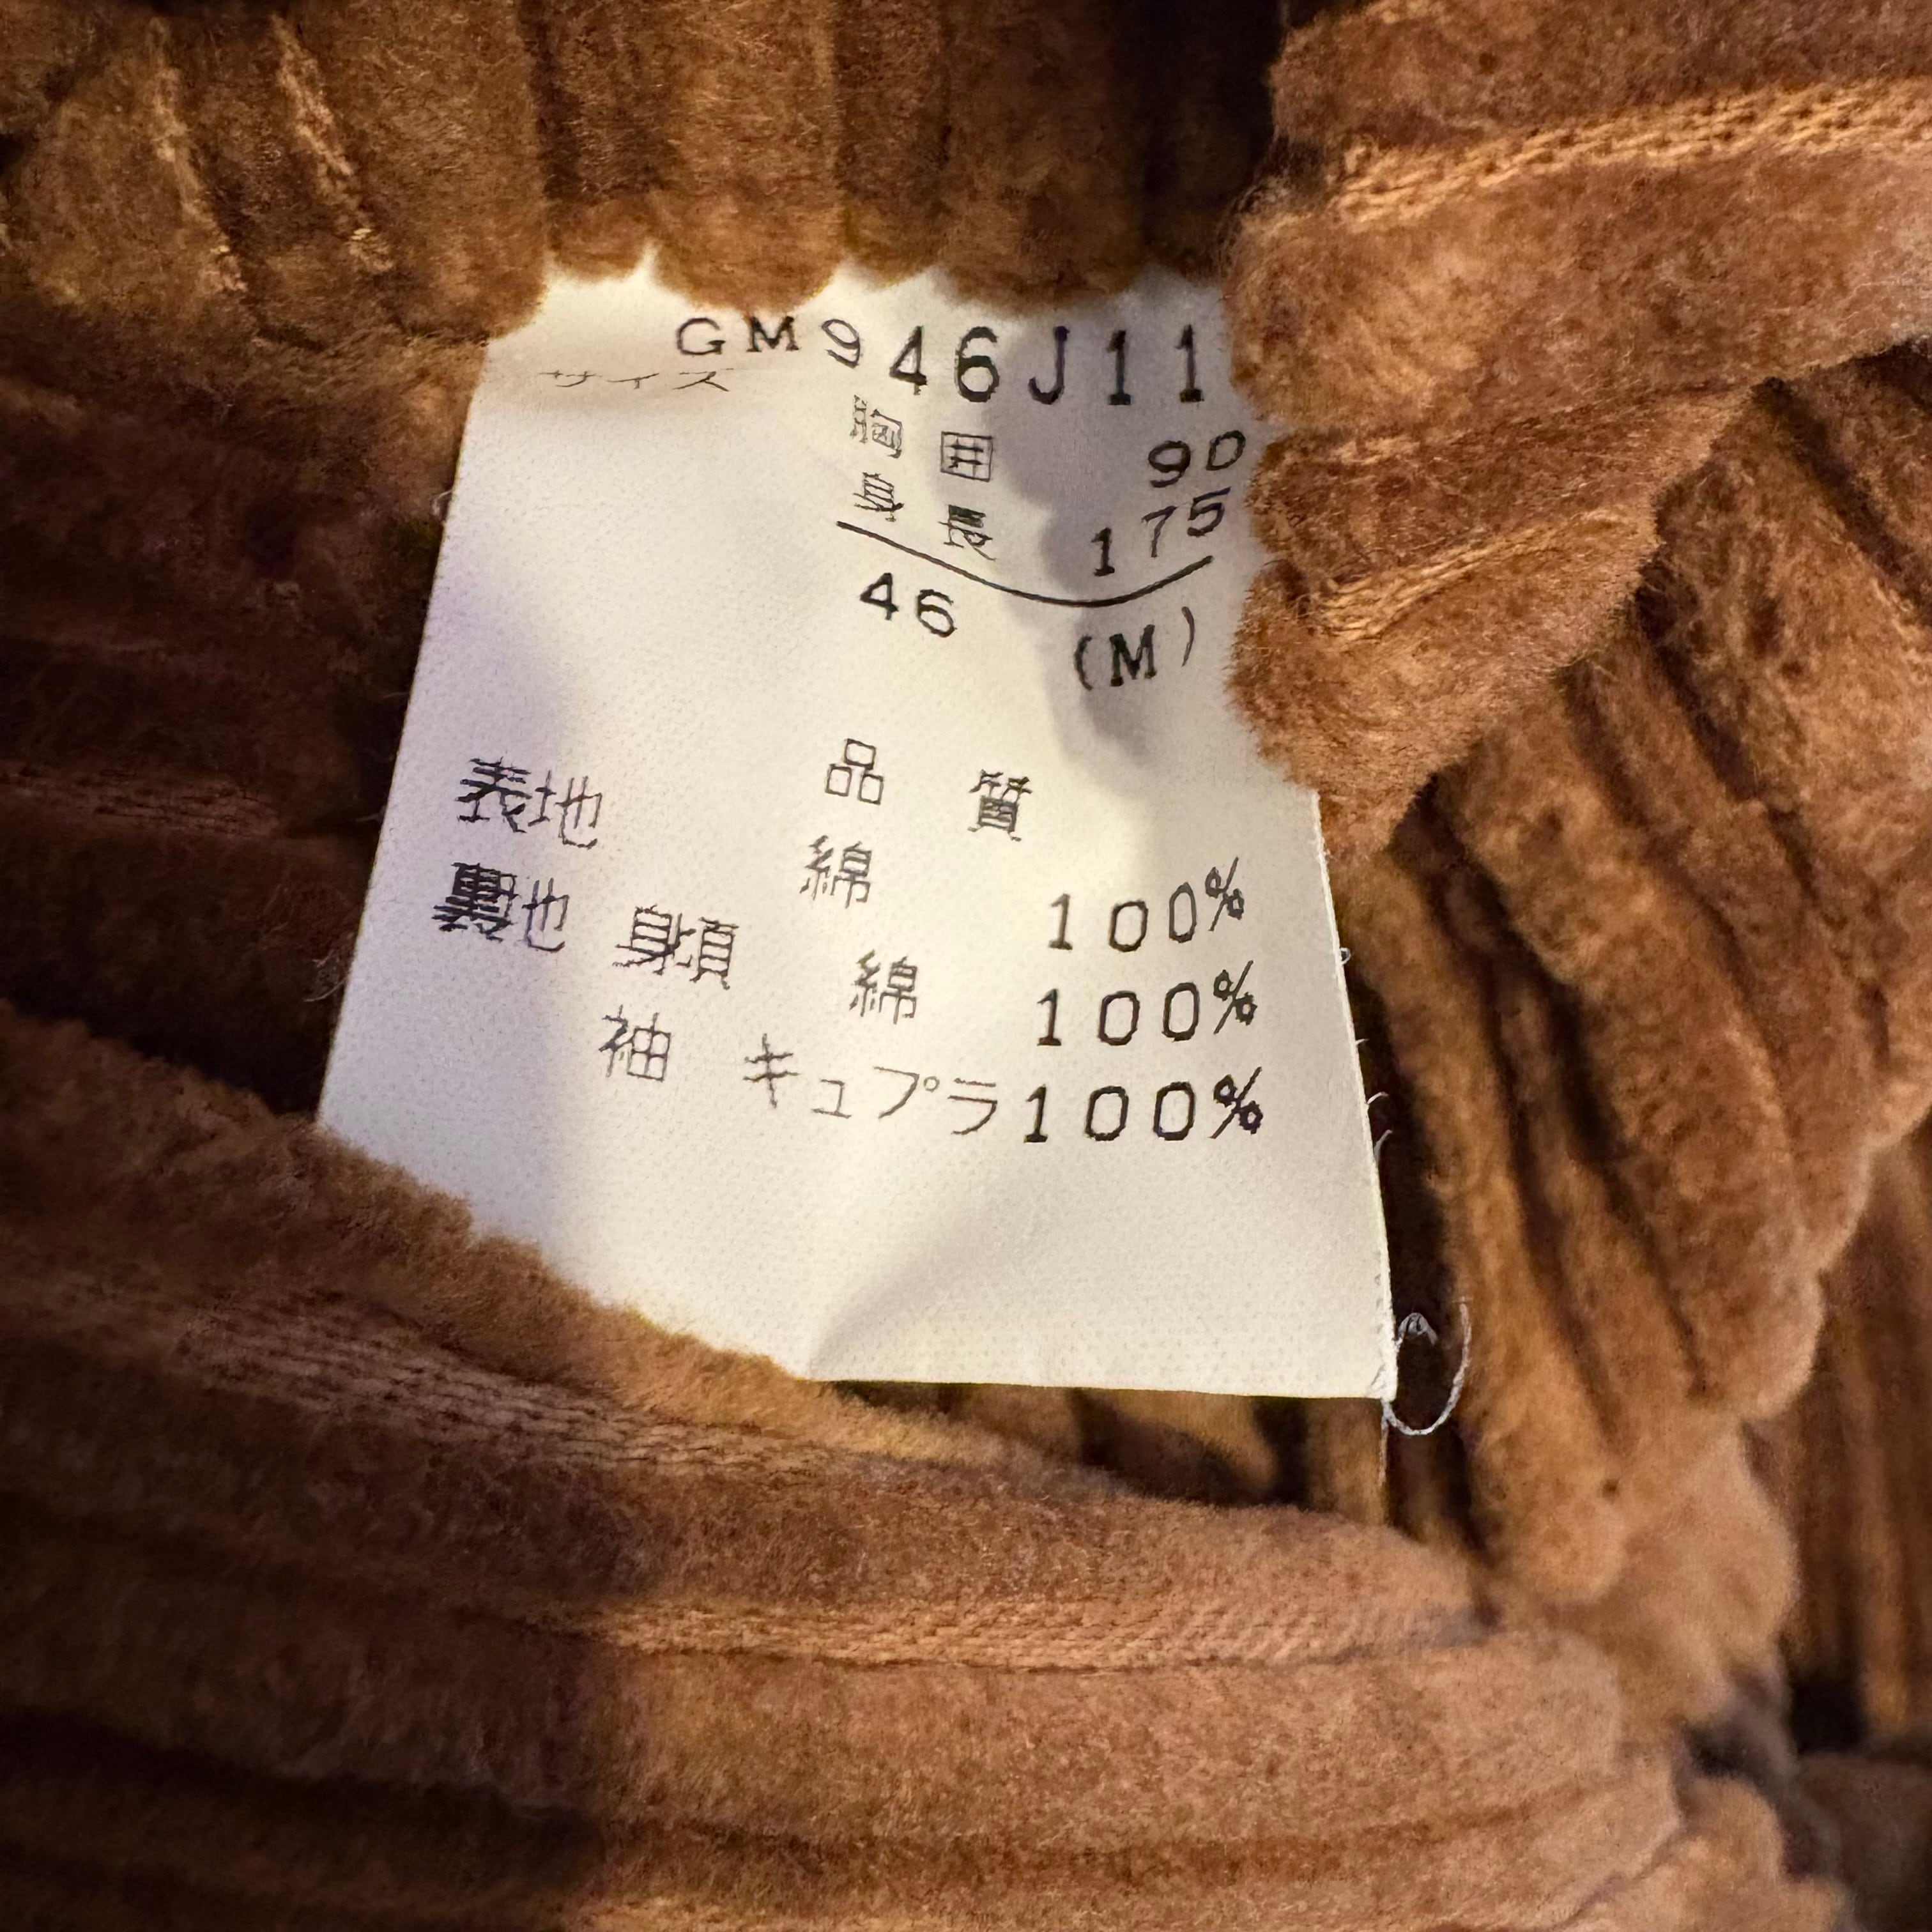 GM946J11
サイズ
胸囲 90
身長 175
46 (M)
品質
表地 綿 100%
裏地 身頃 綿 100%
袖 キュプラ100%